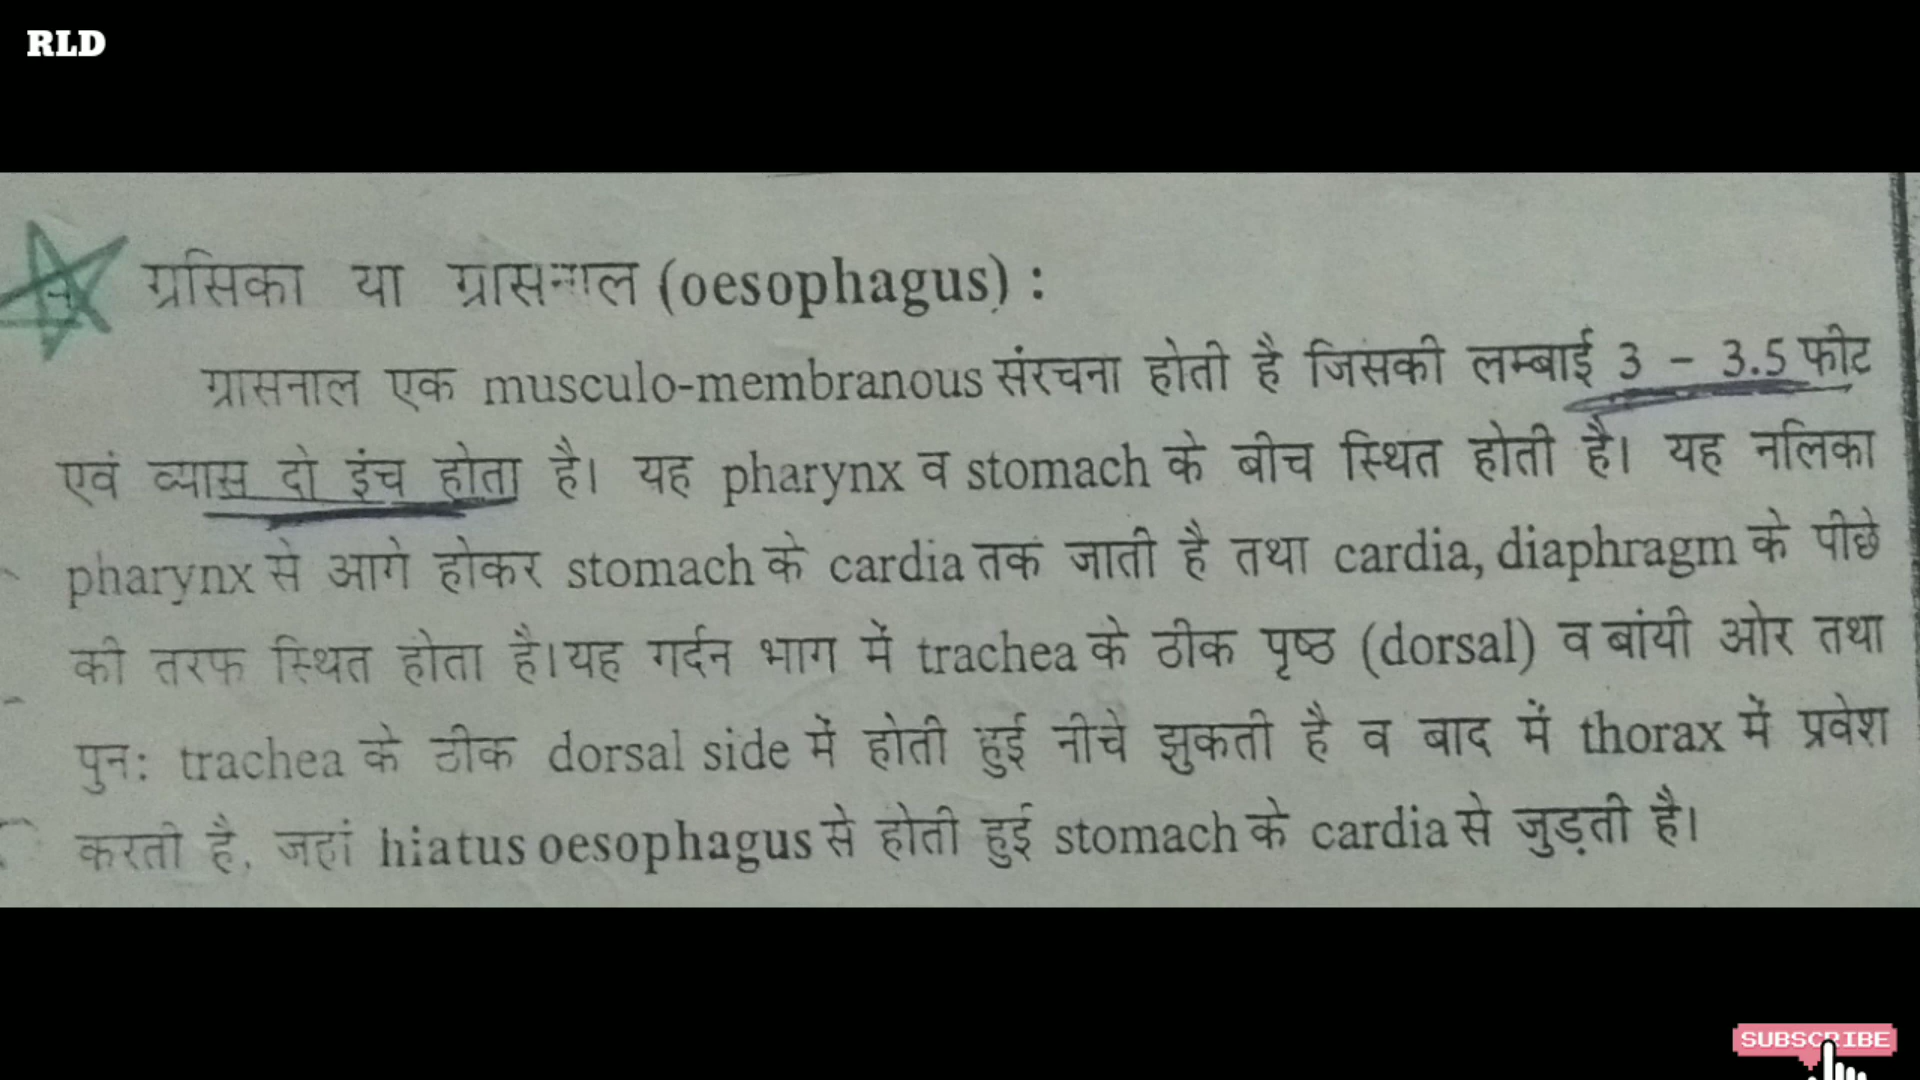 RLD
ग्रसिका या ग्रासनाल (oesophagus) :
ग्रासनाल एक musculo-membranous संरचना होती है जिसकी लम्बाई 3 - 3.5 फीट
एवं व्यास दो इंच होता है। यह pharynx व stomach के बीच स्थित होती है। यह नलिका
pharynx से आगे होकर stomach के cardia तक जाती है तथा cardia, diaphragm के पीछे
की तरफ स्थित होता है।यह गर्दन भाग में trachea के ठीक पृष्ठ (dorsal) व बांयी ओर तथा
पुनः trachea के ठीक dorsal side में होती हुई नीचे झुकती है व बाद में thorax में प्रवेश
करती है, जहां hiatus oesophagus से होती हुई stomach के cardia से जुड़ती है।
SUBSCRIBE